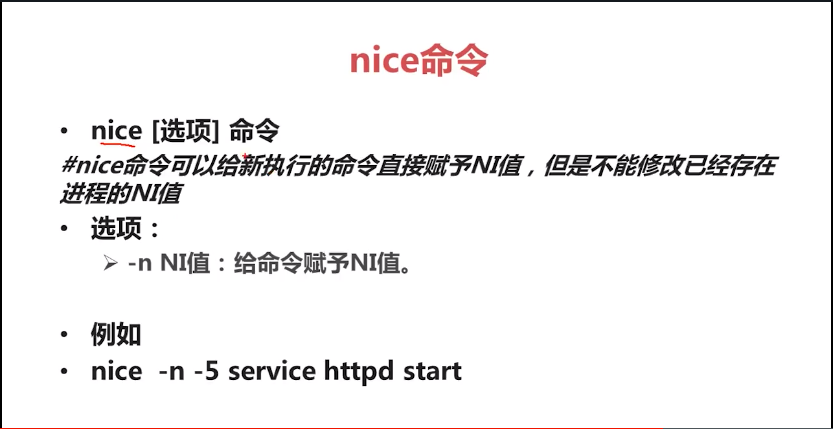 nice命令
• nice [选项] 命令
#nice命令可以给新执行的命令直接赋予NI值，但是不能修改已经存在
进程的NI值
• 选项：
➢ -n NI值：给命令赋予NI值。
• 例如
• nice -n -5 service httpd start